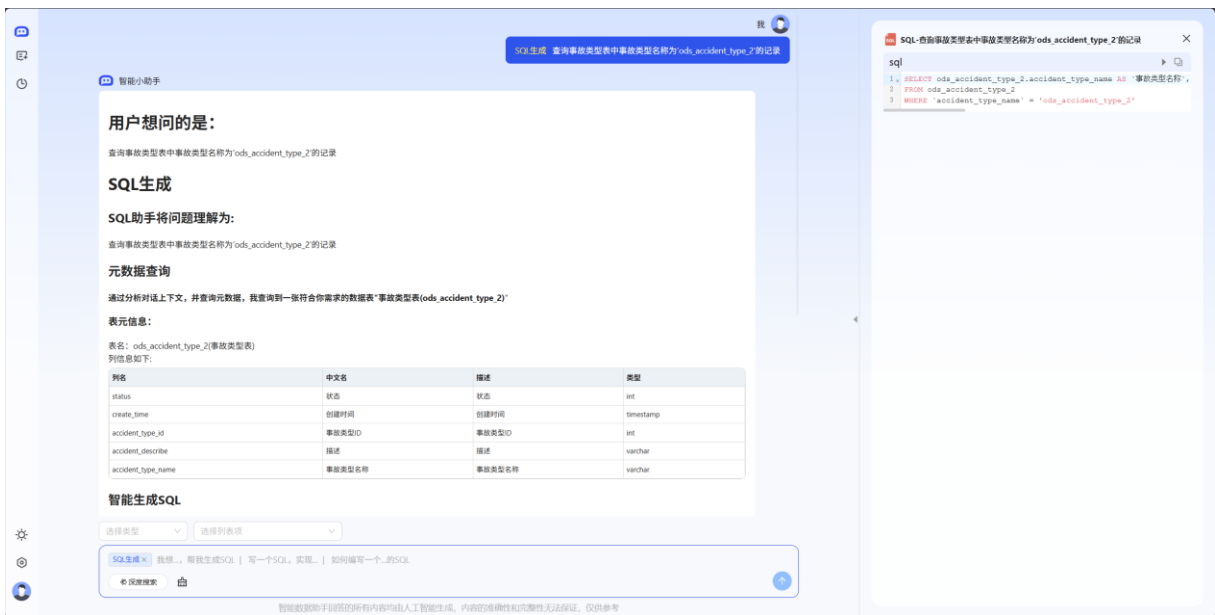 我
SQL生成 查询事故类型表中事故类型名称为'ods_accident_type_2'的记录
智能小助手
用户想问的是：
查询事故类型表中事故类型名称为'ods_accident_type_2'的记录
SQL生成
SQL助手将问题理解为:
查询事故类型表中事故类型名称为'ods_accident_type_2'的记录
元数据查询
通过分析对话上下文，并查询元数据，我查询到一张符合你需求的数据表"事故类型表(ods_accident_type_2)"
表元信息：
表名：ods_accident_type_2(事故类型表)
列信息如下:
列名 中文名 描述 类型
status 状态 状态 int
create_time 创建时间 创建时间 timestamp
accident_type_id 事故类型ID 事故类型ID int
accident_describe 描述 描述 varchar
accident_type_name 事故类型名称 事故类型名称 varchar
智能生成SQL
选择类型 选择列表项
SQL生成 × 我想...，帮我生成SQL | 写一个SQL，实现... | 如何编写一个...的SQL
深度搜索
智能数据助手回答的所有内容均由人工智能生成，内容的准确性和完整性无法保证，仅供参考
SQL-查询事故类型表中事故类型名称为'ods_accident_type_2'的记录
sql
1 SELECT ods_accident_type_2.accident_type_name AS `事故类型名称`,
2 FROM ods_accident_type_2
3 WHERE `accident_type_name` = 'ods_accident_type_2'